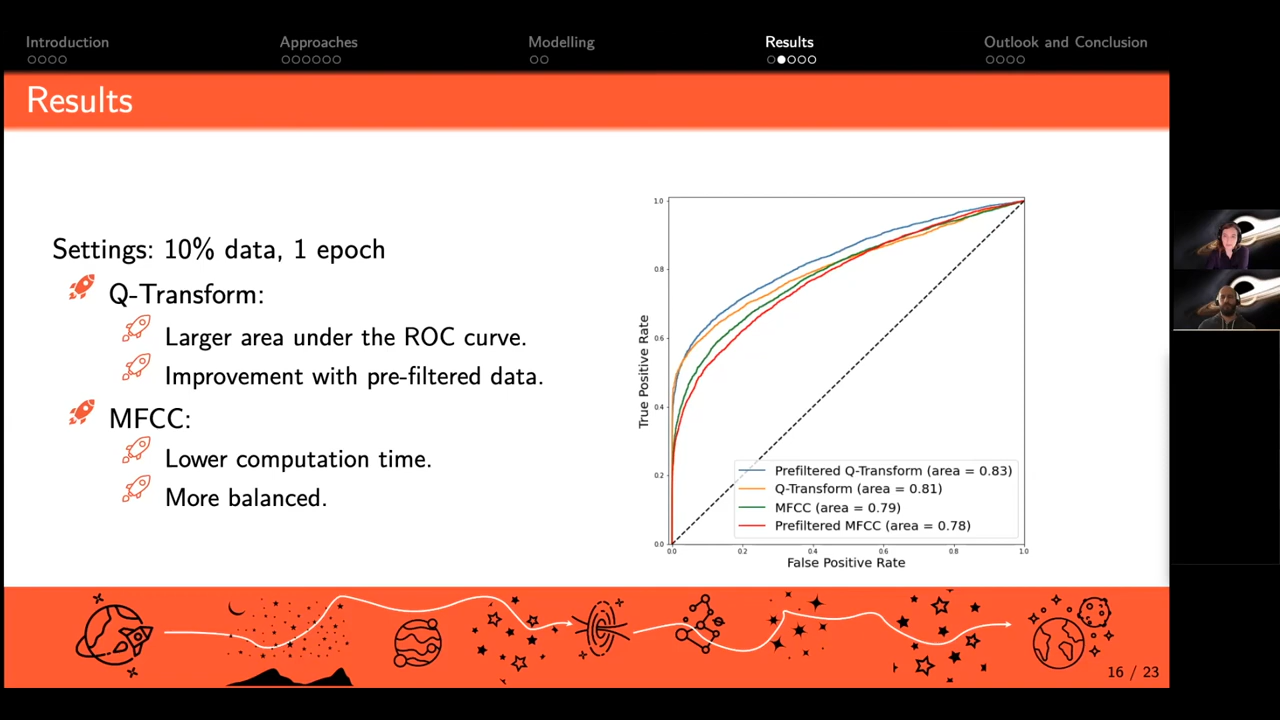 Introduction
Approaches
Modelling
Results
Outlook and Conclusion
Results
Settings: 10% data, 1 epoch
Q-Transform:
Larger area under the ROC curve.
Improvement with pre-filtered data.
MFCC:
Lower computation time.
More balanced.
True Positive Rate
1.0
0.8
0.6
0.4
0.2
0.0
Prefiltered Q-Transform (area = 0.83)
Q-Transform (area = 0.81)
MFCC (area = 0.79)
Prefiltered MFCC (area = 0.78)
0.0 0.2 0.4 0.6 0.8 1.0
False Positive Rate
16 / 23